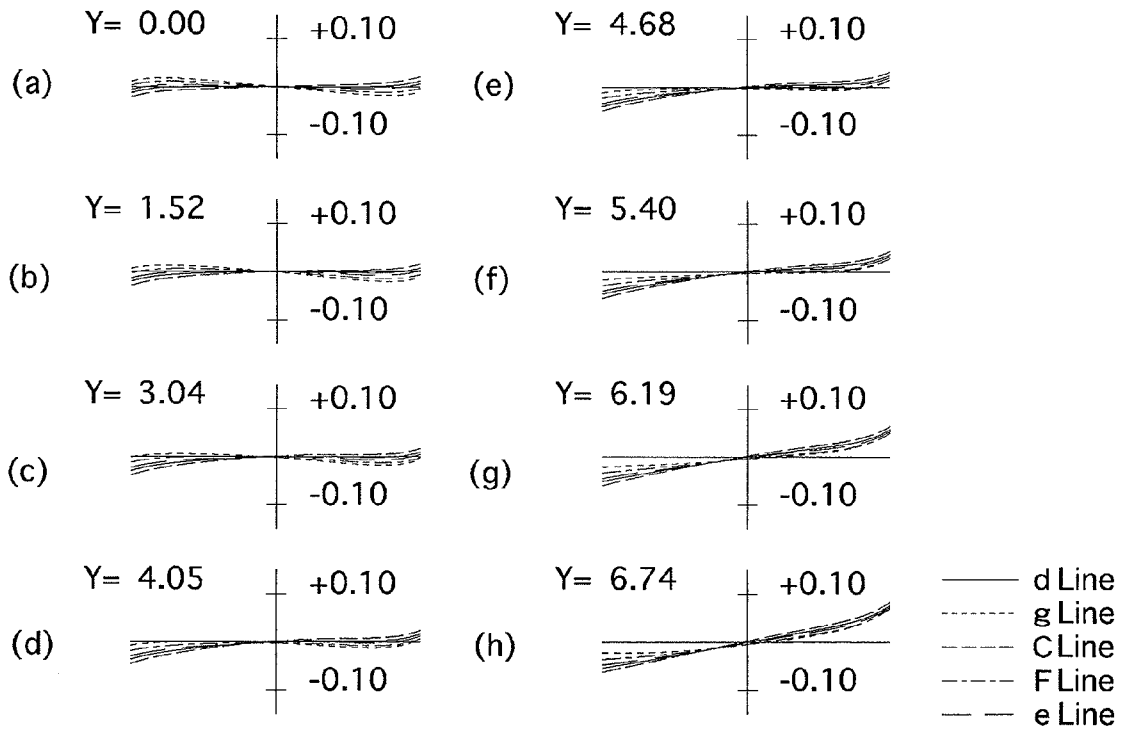 Y= 0.00
+0.10
(a)
-0.10
Y= 1.52
+0.10
(b)
-0.10
Y= 3.04
+0.10
(c)
-0.10
Y= 4.05
+0.10
(d)
-0.10
Y= 4.68
+0.10
(e)
-0.10
Y= 5.40
+0.10
(f)
-0.10
Y= 6.19
+0.10
(g)
-0.10
Y= 6.74
+0.10
(h)
-0.10
d Line
g Line
C Line
F Line
e Line